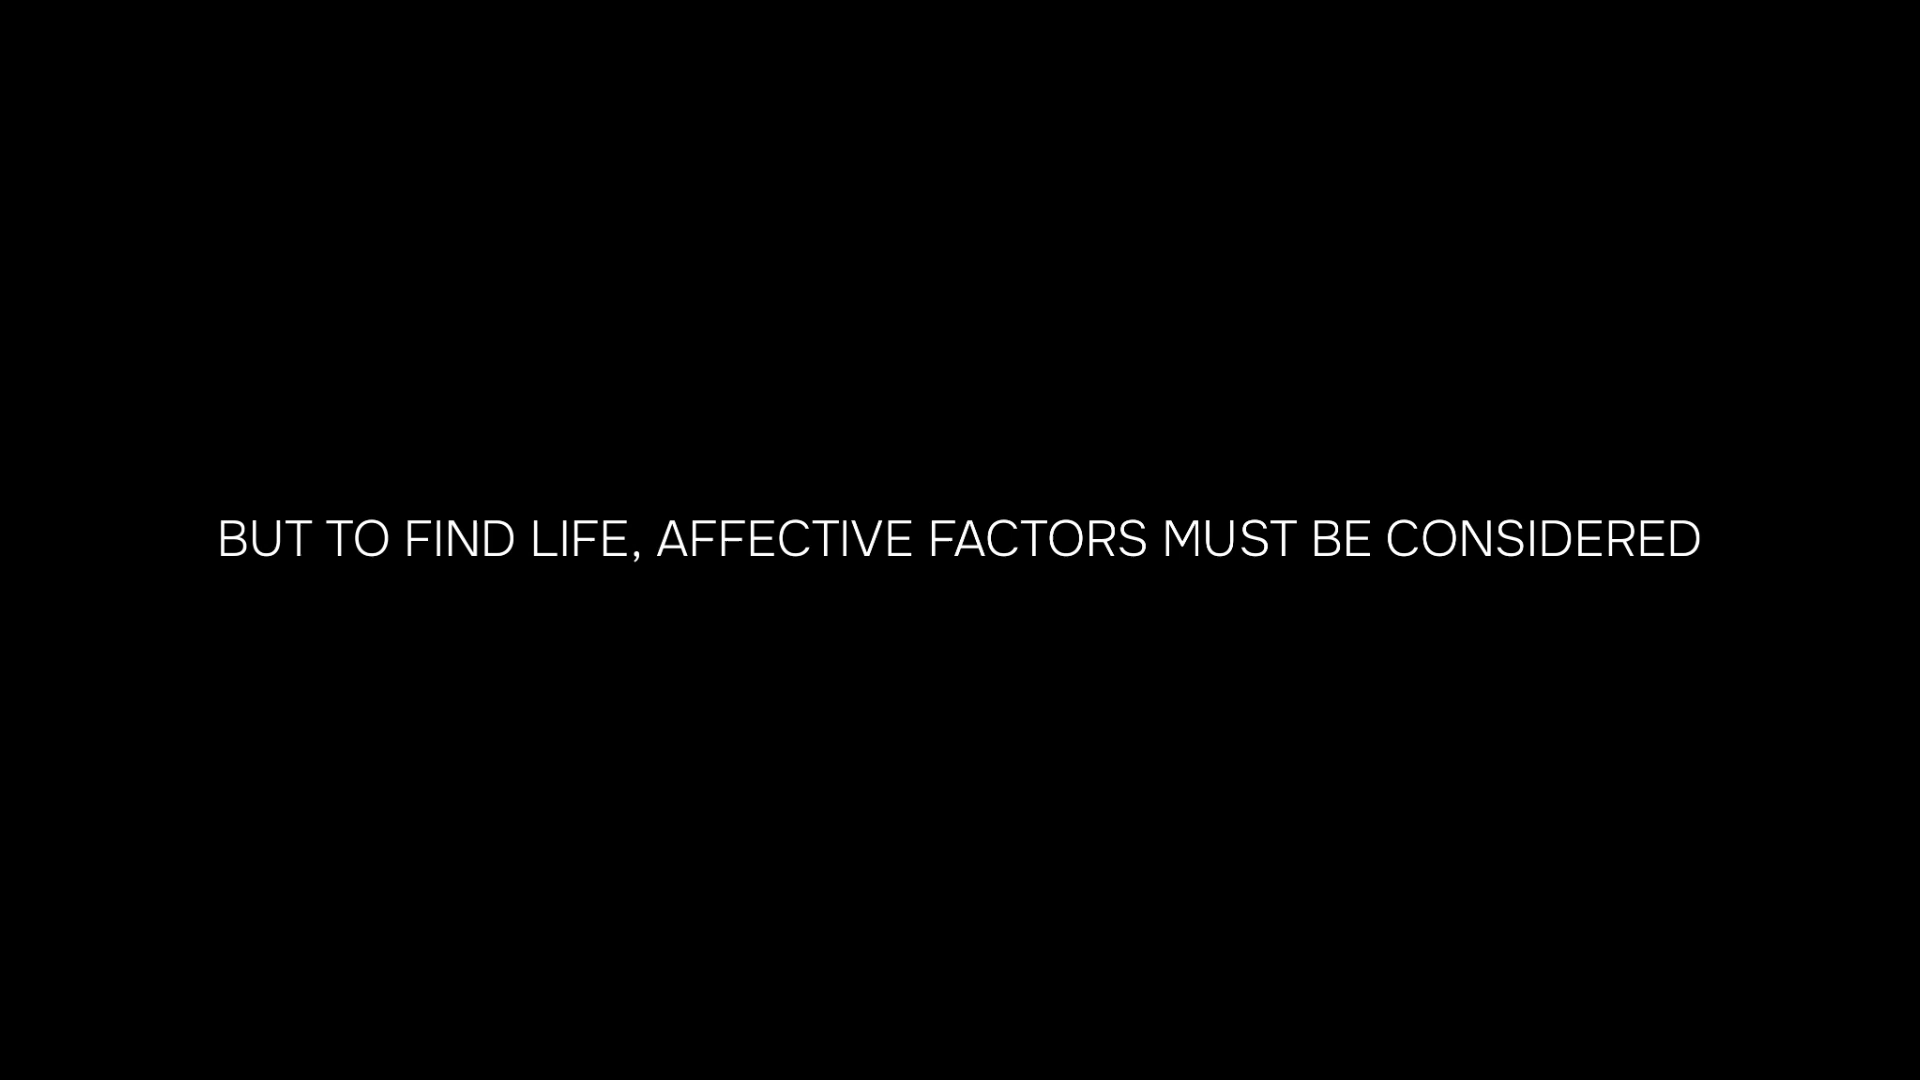 BUT TO FIND LIFE, AFFECTIVE FACTORS MUST BE CONSIDERED